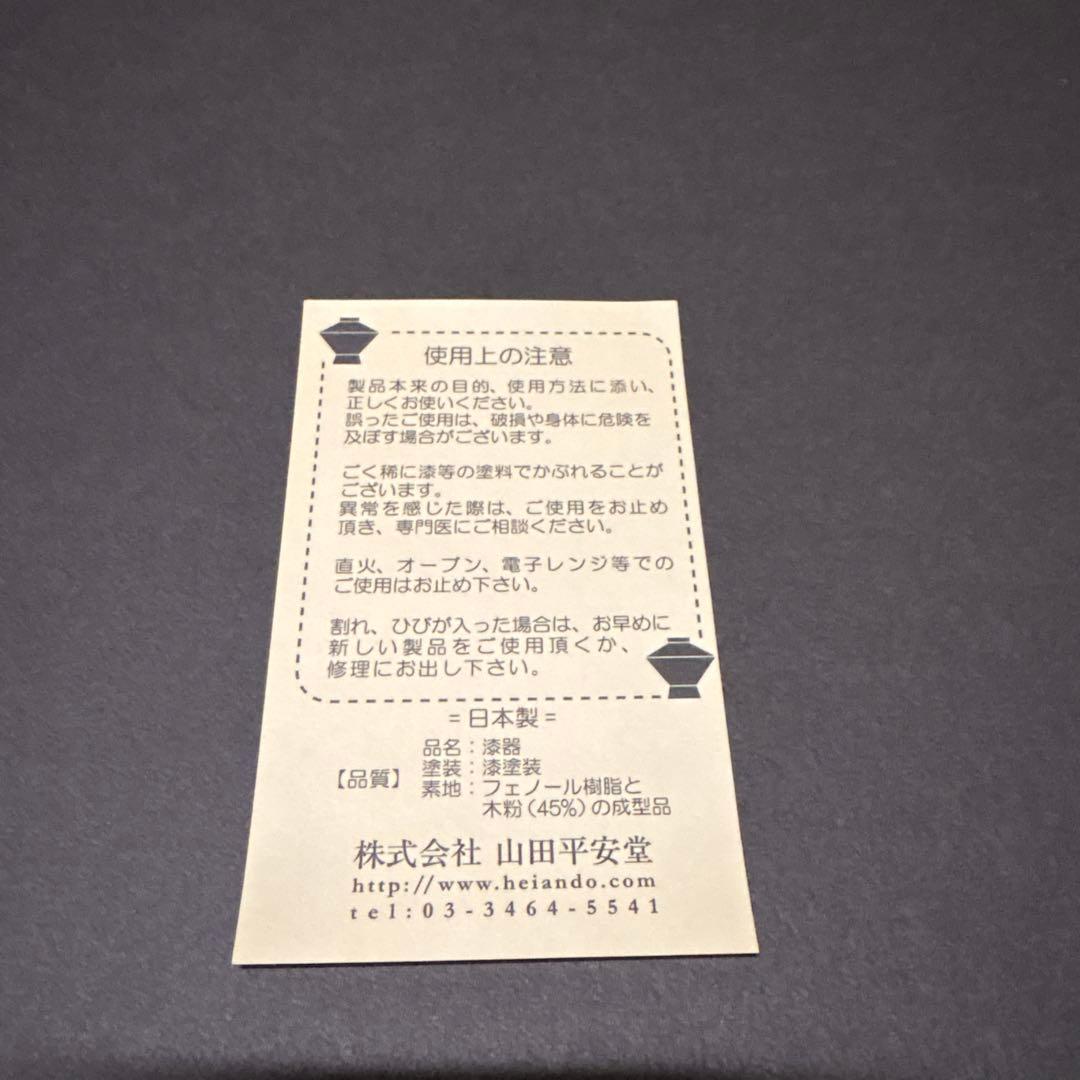 使用上の注意
製品本来の目的、使用方法に添い、
正しくお使いください。
誤ったご使用は、破損や身体に危険を
及ぼす場合がございます。
ごく稀に漆等の塗料でかぶれることが
ございます。
異常を感じた際は、ご使用をお止め
頂き、専門医にご相談ください。
直火、オーブン、電子レンジ等での
ご使用はお止め下さい。
割れ、ひびが入った場合は、お早めに
新しい製品をご使用頂くか、
修理にお出し下さい。
=日本製=
【品質】
品名：漆器
塗装：漆塗装
素地：フェノール樹脂と
木粉（45%）の成型品
株式会社 山田平安堂
http://www.heiando.com
tel:03-3464-5541